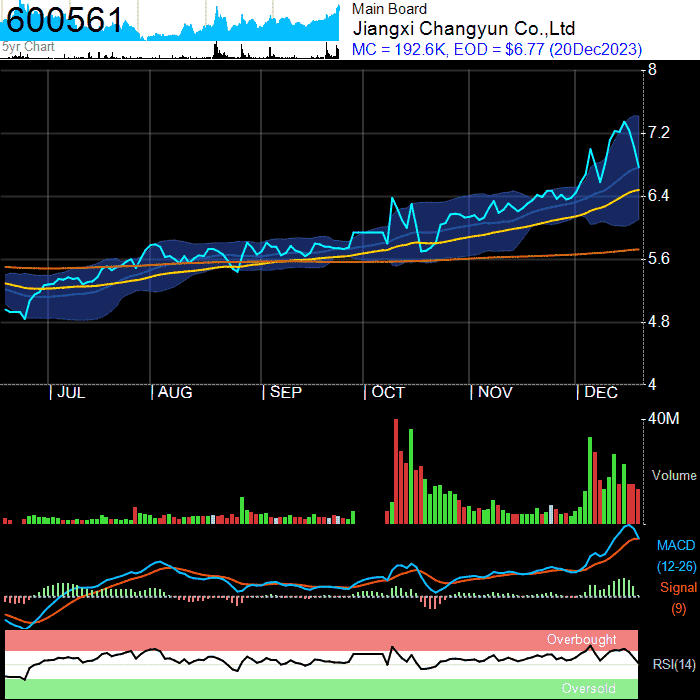 600561
5yr Chart
Main Board
Jiangxi Changyun Co.,Ltd
MC = 192.6K, EOD = $6.77 (20Dec2023)
8
7.2
6.4
5.6
4.8
4
| JUL | AUG | SEP | OCT | NOV | DEC
40M
Volume
MACD
(12-26)
Signal
(9)
Overbought
RSI(14)
Oversold